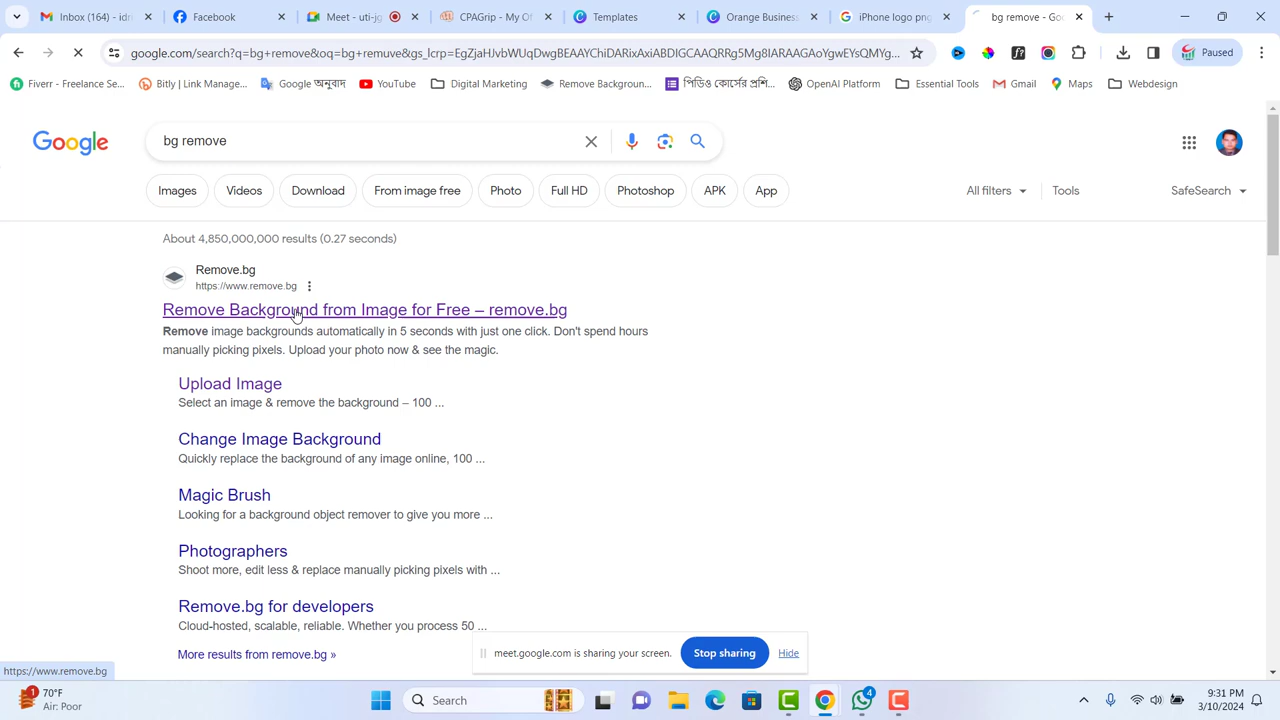 Inbox (265) - idrn
Facebook
Meet - uti-jg
CPAGrip - My Of
Templates
Orange Business
iPhone logo png
bg remove - Goo
google.com/search?q=bg+remove&oq=bg+remuve&gs_lcrp=EgZjaHJvbWUqDwgBEAAYChiDARixAxiABDIGCAAQRRg5Mg8IARAAGAoYgwEYsQMYg...
Paused
Fiverr - Freelance Se...
Bitly | Link Manage...
Google অনুবাদ
YouTube
Digital Marketing
Remove Backgroun...
পিডিও কোর্সের প্রশি...
OpenAI Platform
Essential Tools
Gmail
Maps
Webdesign
Google
bg remove
Images
Videos
Download
From image free
Photo
Full HD
Photoshop
APK
App
All filters
Tools
SafeSearch
About 4,850,000,000 results (0.27 seconds)
Remove.bg
https://www.remove.bg
Remove Background from Image for Free – remove.bg
Remove image backgrounds automatically in 5 seconds with just one click. Don't spend hours
manually picking pixels. Upload your photo now & see the magic.
Upload Image
Select an image & remove the background – 100 ...
Change Image Background
Quickly replace the background of any image online, 100 ...
Magic Brush
Looking for a background object remover to give you more ...
Photographers
Shoot more, edit less & replace manually picking pixels with ...
Remove.bg for developers
Cloud-hosted, scalable, reliable. Whether you process 50 ...
More results from remove.bg »
meet.google.com is sharing your screen.
Stop sharing
Hide
https://www.remove.bg
1
70°F
Air: Poor
Search
4
9:31 PM
3/10/2024